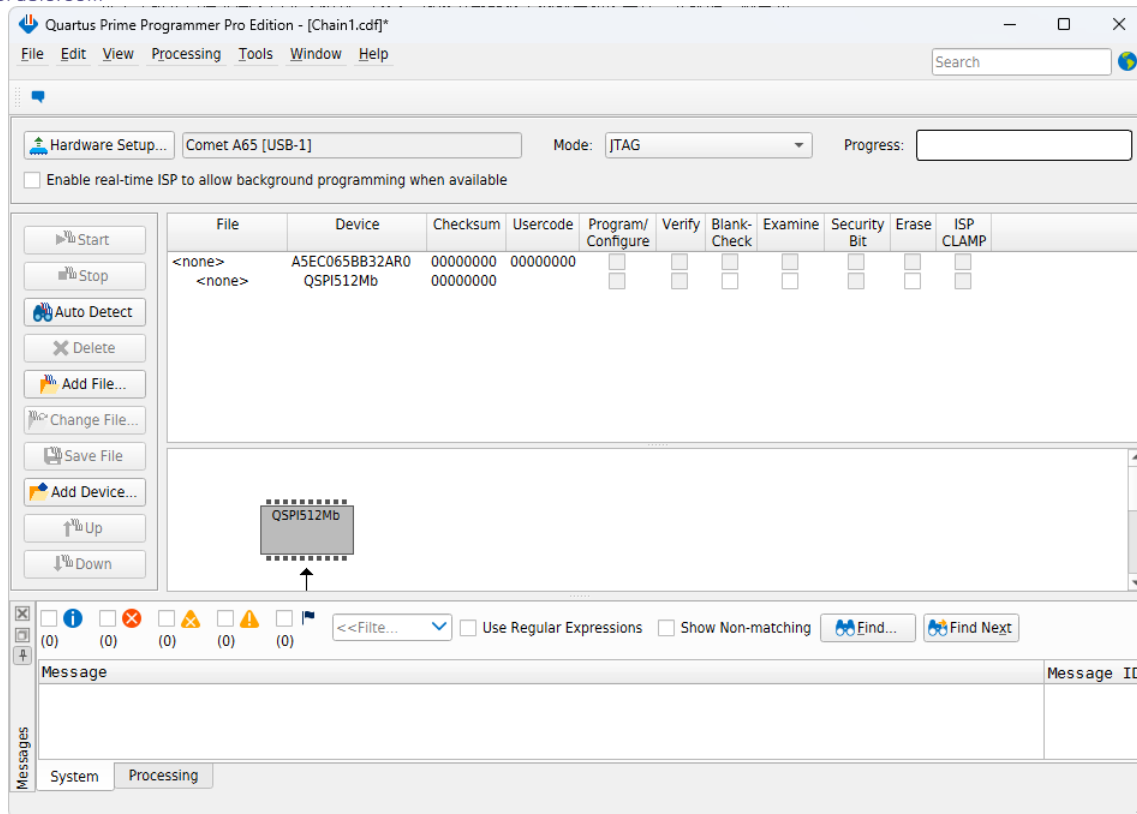 Quartus Prime Programmer Pro Edition - [Chain1.cdf]*
File Edit View Processing Tools Window Help
Search
Hardware Setup... Comet A65 [USB-1] Mode: JTAG Progress:
Enable real-time ISP to allow background programming when available
File Device Checksum Usercode Program/ Configure Verify Blank- Check Examine Security Bit Erase ISP CLAMP
<none> A5EC065BB32AR0 00000000 00000000
<none> QSPI512Mb 00000000
Start
Stop
Auto Detect
Delete
Add File...
Change File...
Save File
Add Device...
Up
Down
QSPI512Mb
(0) (0) (0) (0) (0) <<Filte... Use Regular Expressions Show Non-matching Find... Find Next
Message Message ID
Messages
System Processing